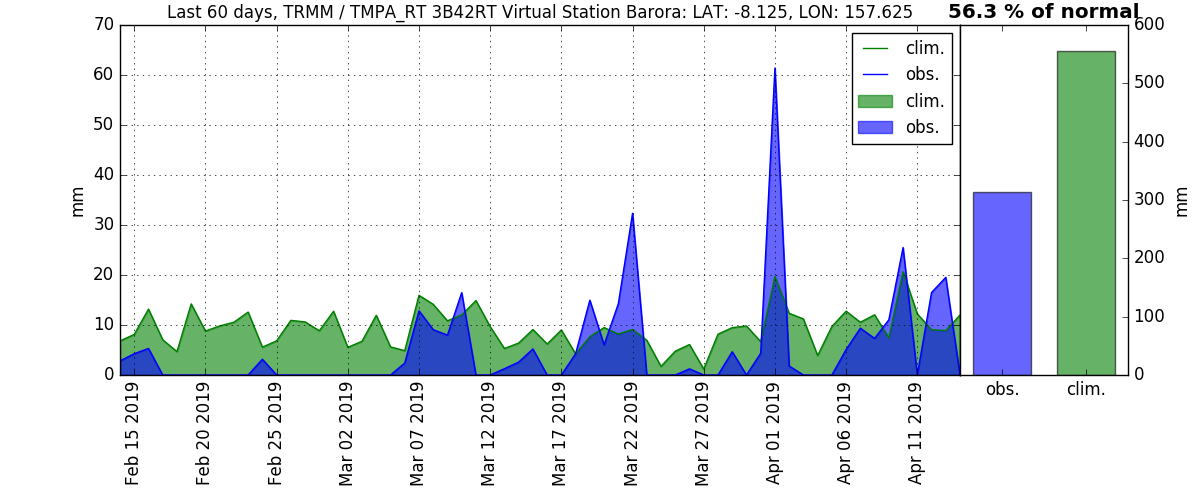 Last 60 days, TRMM / TMPA_RT 3B42RT Virtual Station Barora: LAT: -8.125, LON: 157.625
56.3 % of normal
70
60
50
40
30
20
10
0
mm
clim.
obs.
clim.
obs.
Feb 15 2019
Feb 20 2019
Feb 25 2019
Mar 02 2019
Mar 07 2019
Mar 12 2019
Mar 17 2019
Mar 22 2019
Mar 27 2019
Apr 01 2019
Apr 06 2019
Apr 11 2019
600
500
400
300
200
100
0
mm
obs.
clim.